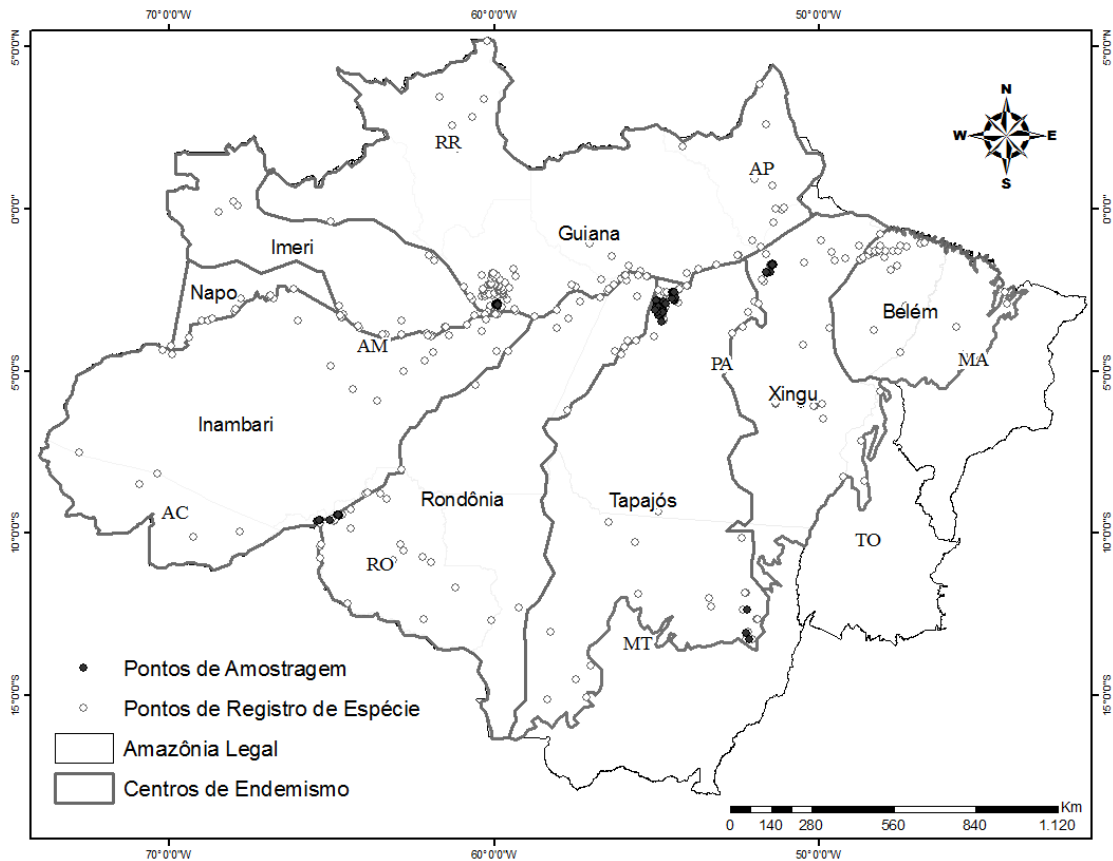 70°0'0"W 60°0'0"W 50°0'0"W
5°0'0"N 5°0'0"N
N
W E
S
RR
AP
0°0'0" 0°0'0"
Guiana
Imeri
Napo
Belém
AM
PA
MA
5°0'0"S 5°0'0"S
Xingu
Inambari
Rondônia
Tapajós
AC
10°0'0"S 10°0'0"S
TO
RO
MT
Pontos de Amostragem
15°0'0"S 15°0'0"S
Pontos de Registro de Espécie
Amazônia Legal
Centros de Endemismo
Km
0 140 280 560 840 1.120
70°0'0"W 60°0'0"W 50°0'0"W